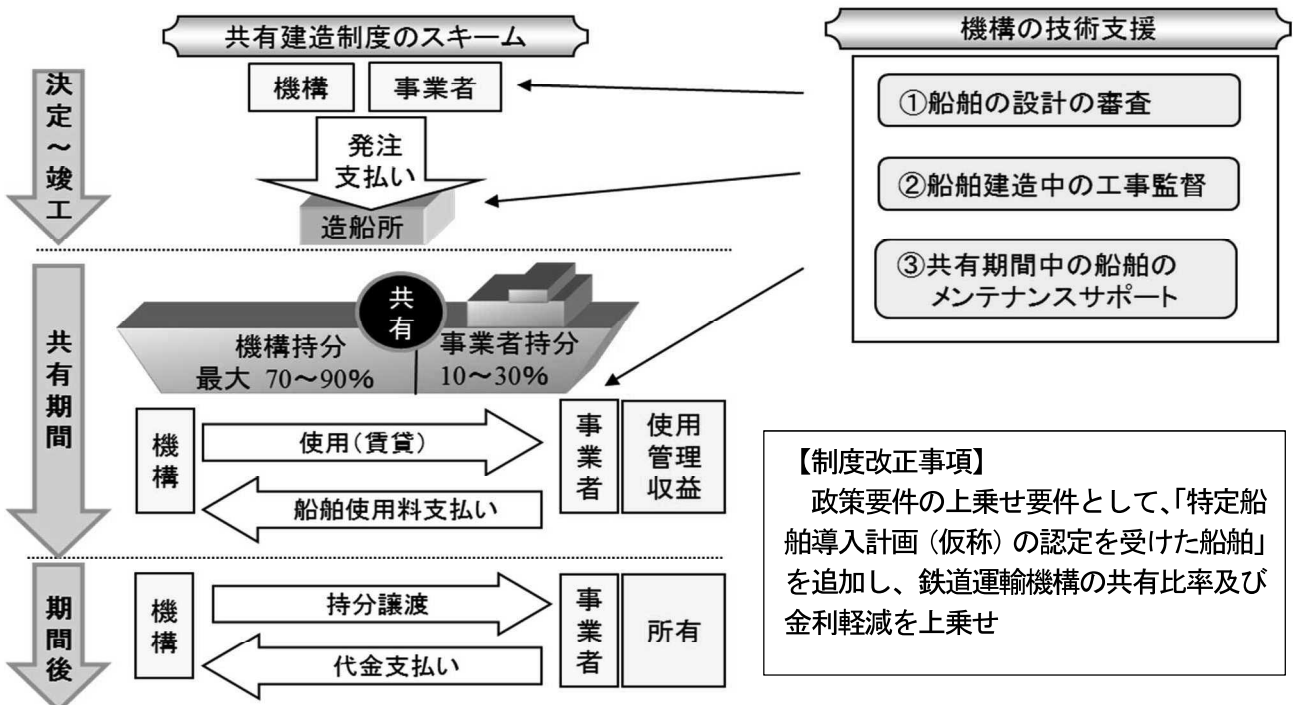 共有建造制度のスキーム
決定～竣工
機構
事業者
発注
支払い
造船所
共有期間
共有
機構持分
最大 70～90%
事業者持分
10～30%
機構
使用(賃貸)
船舶使用料支払い
事業者
使用
管理
収益
期間後
機構
持分譲渡
代金支払い
事業者
所有
機構の技術支援
①船舶の設計の審査
②船舶建造中の工事監督
③共有期間中の船舶の
メンテナンスサポート
【制度改正事項】
政策要件の上乗せ要件として、「特定船
舶導入計画（仮称）の認定を受けた船舶」
を追加し、鉄道運輸機構の共有比率及び
金利軽減を上乗せ